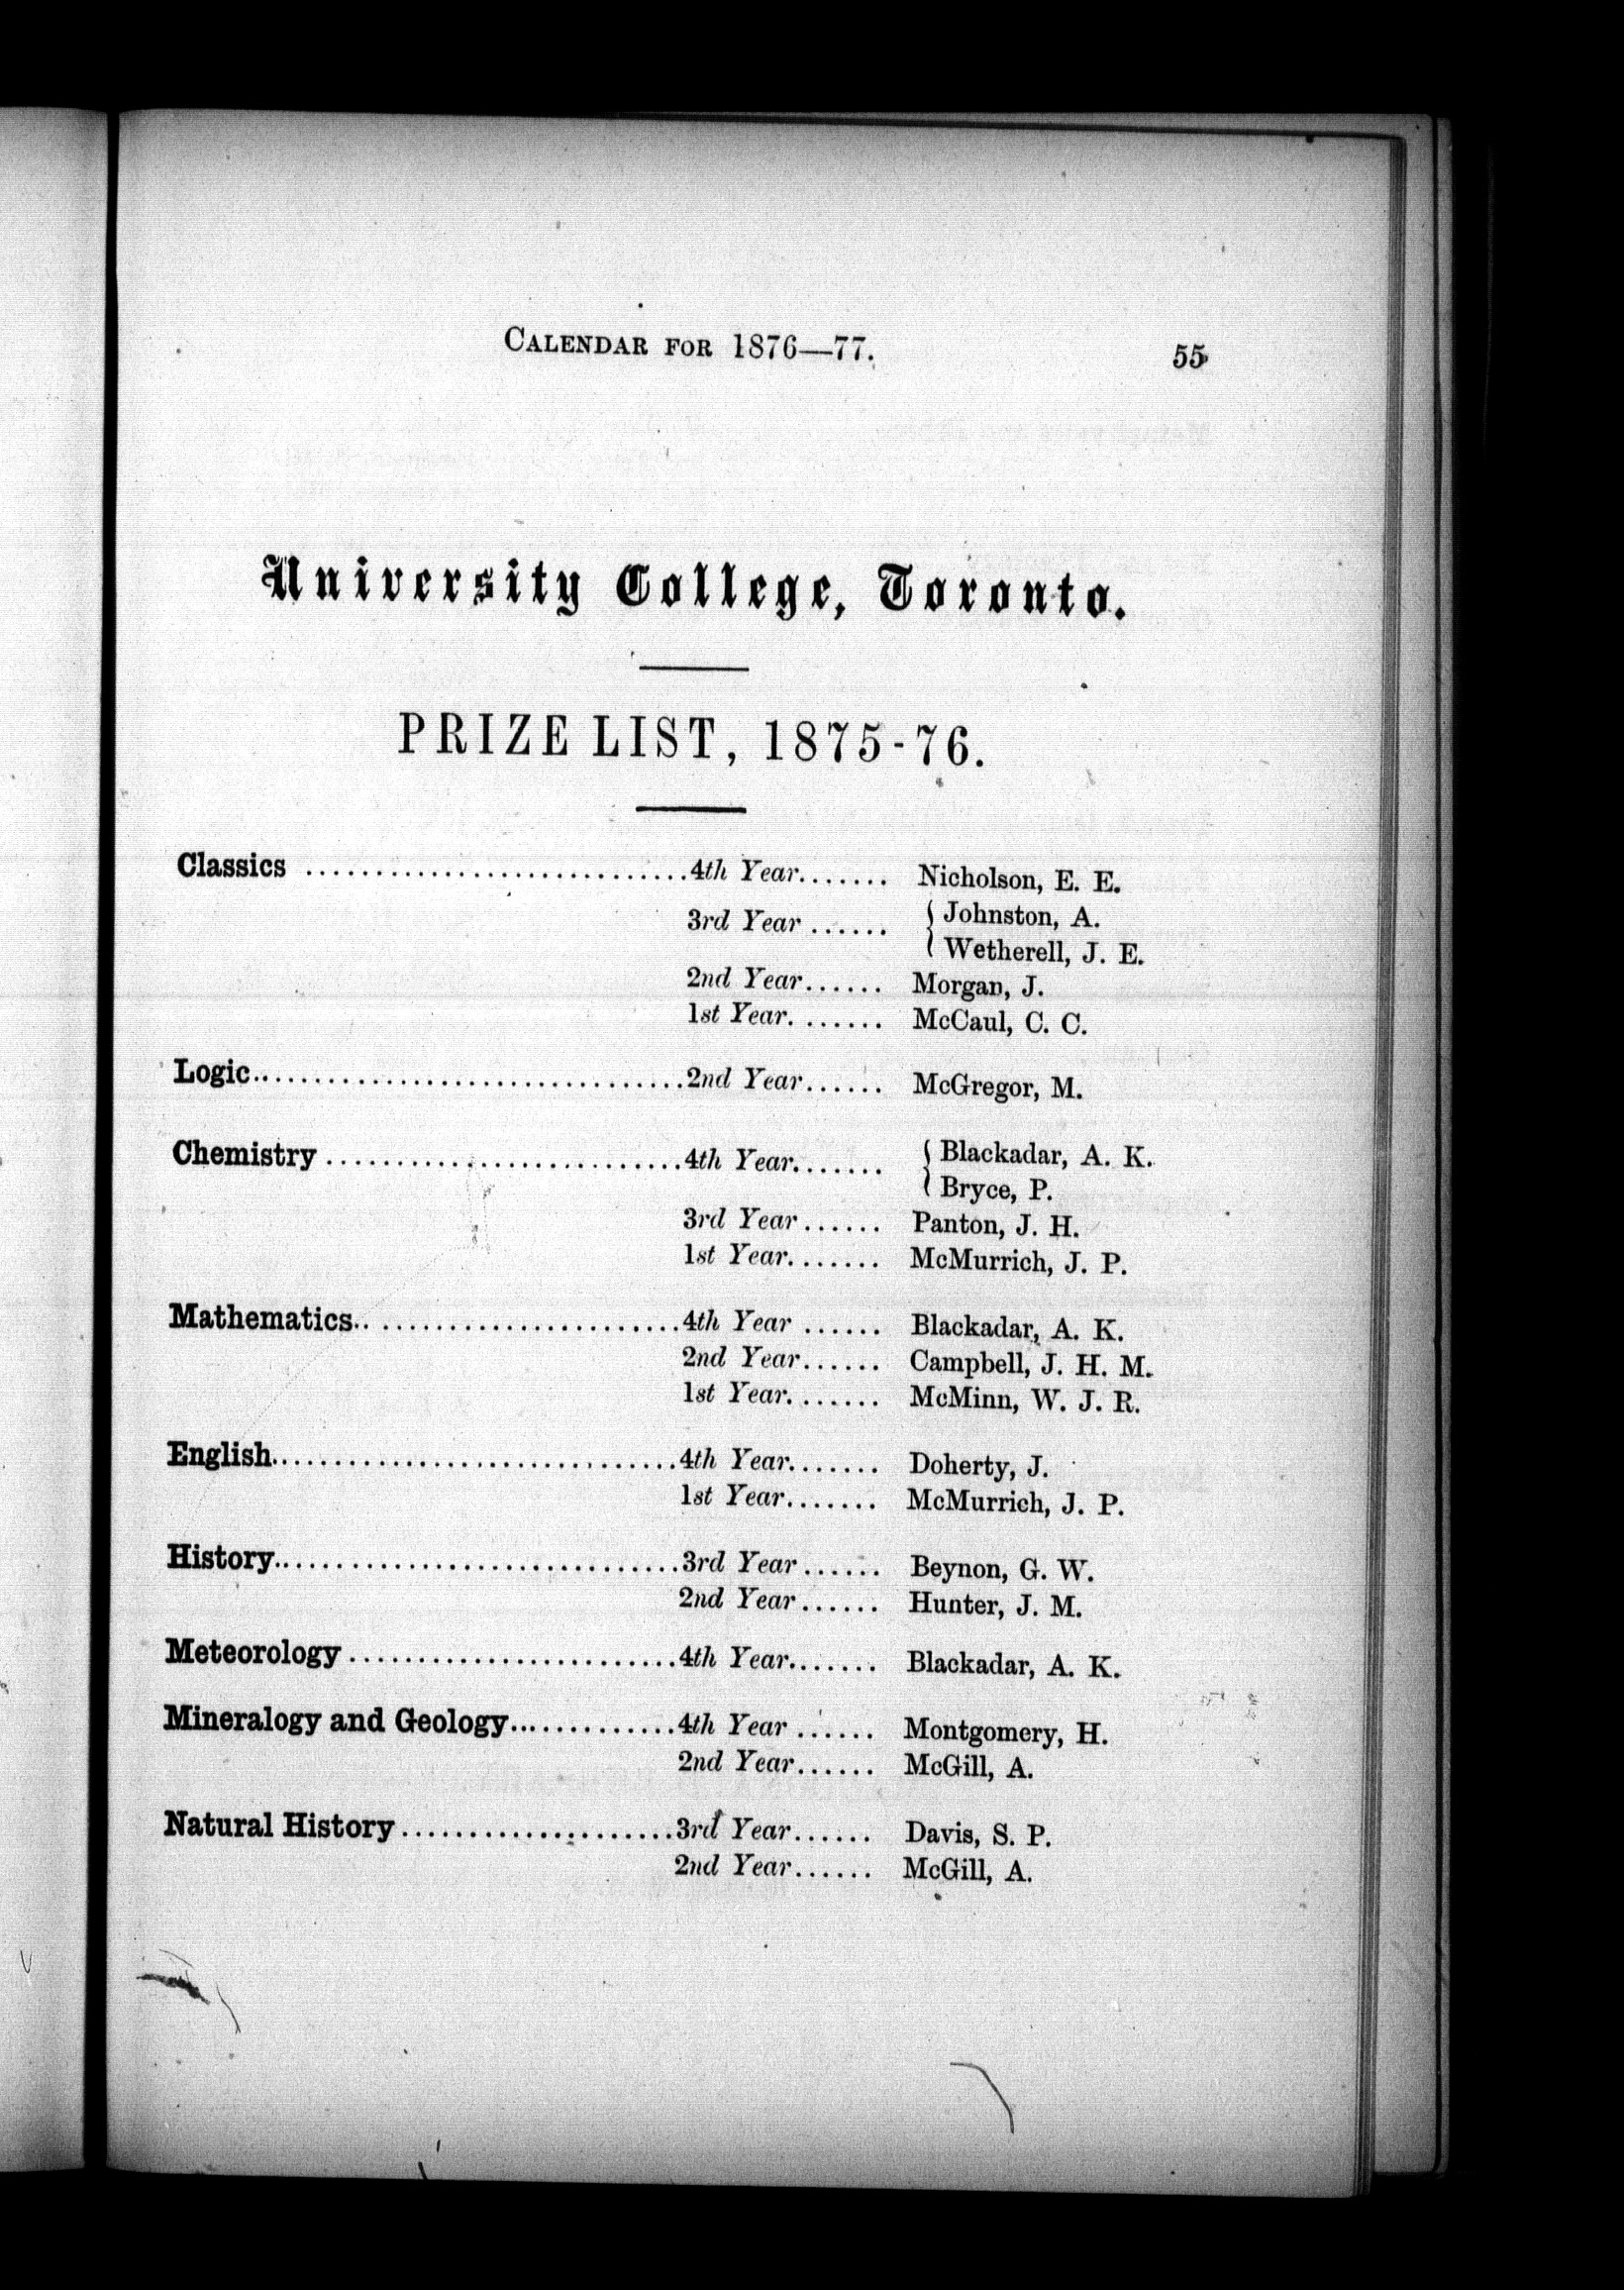 CALENDAR FOR 1876—77. 55
University College, Toronto.
PRIZE LIST, 1875-76.
Classics ............................4th Year....... Nicholson, E. E.
3rd Year ...... { Johnston, A.
{ Wetherell, J. E.
2nd Year...... Morgan, J.
1st Year. ...... McCaul, C. C.
Logic................................2nd Year...... McGregor, M.
Chemistry ..........................4th Year....... { Blackadar, A. K.
{ Bryce, P.
3rd Year ...... Panton, J. H.
1st Year....... McMurrich, J. P.
Mathematics........................4th Year ...... Blackadar, A. K.
2nd Year...... Campbell, J. H. M.
1st Year. ...... McMinn, W. J. R.
English..............................4th Year....... Doherty, J.
1st Year....... McMurrich, J. P.
History..............................3rd Year ...... Beynon, G. W.
2nd Year ...... Hunter, J. M.
Meteorology ........................4th Year....... Blackadar, A. K.
Mineralogy and Geology.............4th Year ...... Montgomery, H.
2nd Year...... McGill, A.
Natural History ....................3rd Year...... Davis, S. P.
2nd Year...... McGill, A.